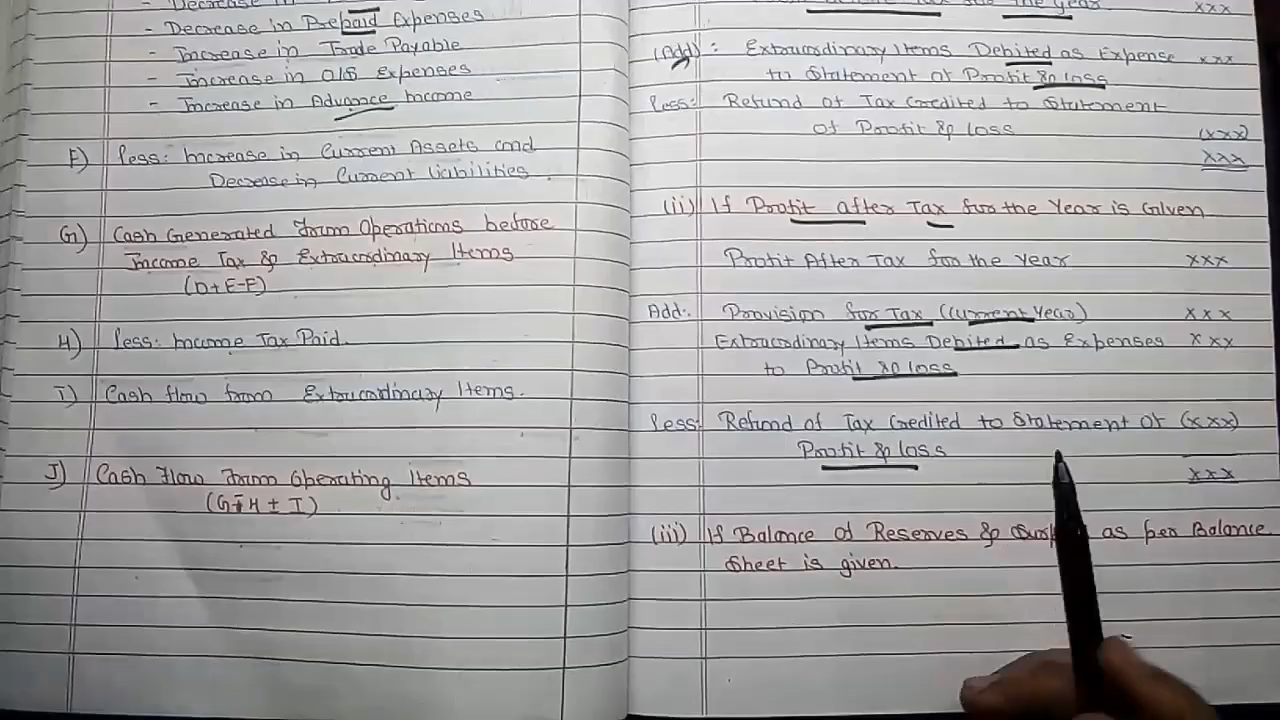 - Decrease in
- Decrease in Prepaid Expenses
- Increase in Trade Payable
- Increase in O/S Expenses
- Increase in Advance Income
F) Less: Increase in Current Assets and
Decrease in Current Liabilities.
G) Cash Generated From Operations before
Income Tax & Extraordinary Items
(D+E-F)
H) Less: Income Tax Paid.
I) Cash flow from Extraordinary Items.
J) Cash Flow From Operating Items
(G-H ± I)
the year xxx
(Add): Extraordinary Items Debited as Expense xxx
to Statement of Profit & Loss
Less: Refund of Tax Credited to Statement
of Profit & Loss (xxx)
xxx
(ii) If Profit after Tax for the Year is Given
Profit After Tax for the Year xxx
Add: Provision for Tax (Current Year) xxx
Extraordinary Items Debited as Expenses xxx
to Profit & Loss
Less: Refund of Tax Credited to Statement of (xxx)
Profit & Loss
xxx
(iii) If Balance of Reserves & as per Balance
Sheet is given.